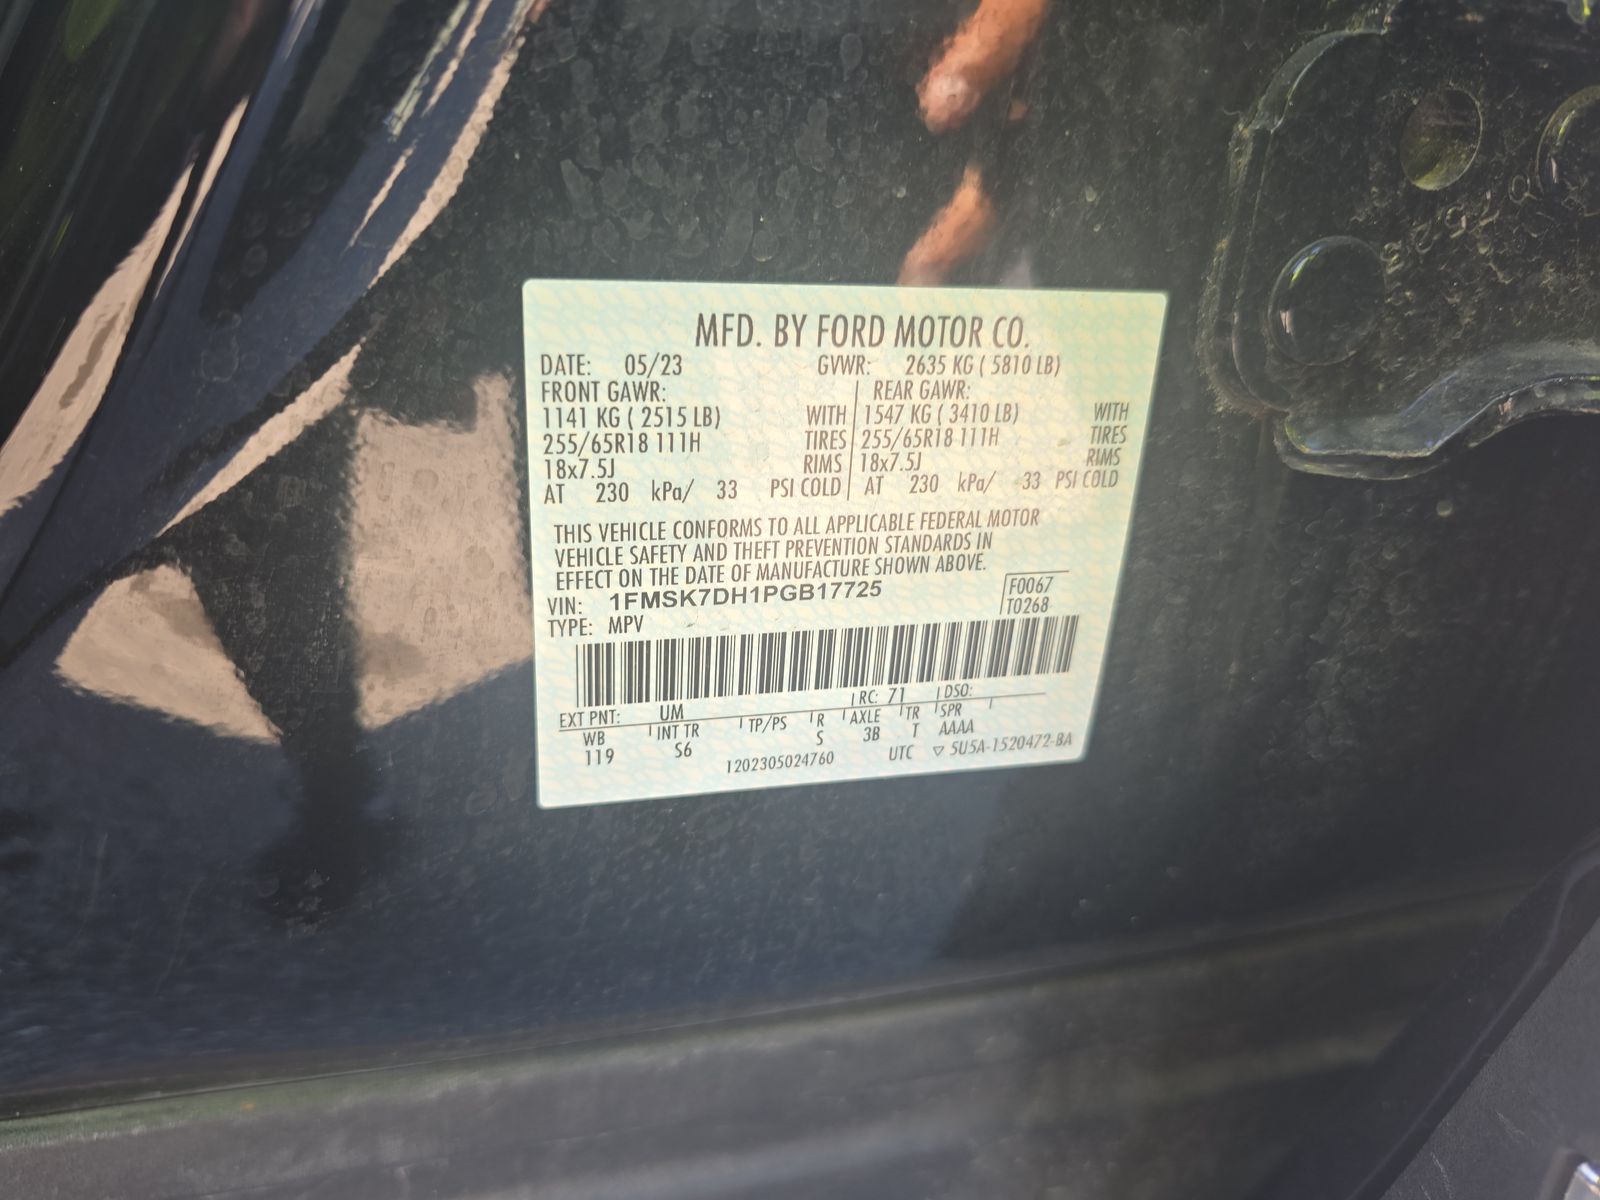 MFD. BY FORD MOTOR CO.
DATE: 05/23 GVWR: 2635 KG ( 5810 LB)
FRONT GAWR: REAR GAWR:
1141 KG ( 2515 LB) WITH 1547 KG ( 3410 LB) WITH
255/65R18 111H TIRES 255/65R18 111H TIRES
18x7.5J RIMS 18x7.5J RIMS
AT 230 kPa/ 33 PSI COLD AT 230 kPa/ 33 PSI COLD
THIS VEHICLE CONFORMS TO ALL APPLICABLE FEDERAL MOTOR
VEHICLE SAFETY AND THEFT PREVENTION STANDARDS IN
EFFECT ON THE DATE OF MANUFACTURE SHOWN ABOVE.
VIN: 1FMSK7DH1PGB17725 F0067
TYPE: MPV T0268
RC: 71 DSO:
EXT PNT: UM
WB INT TR TP/PS R AXLE TR SPR
119 S6 S 3B T AAAA
1202305024760 UTC ▽ 5U5A-1520472-BA